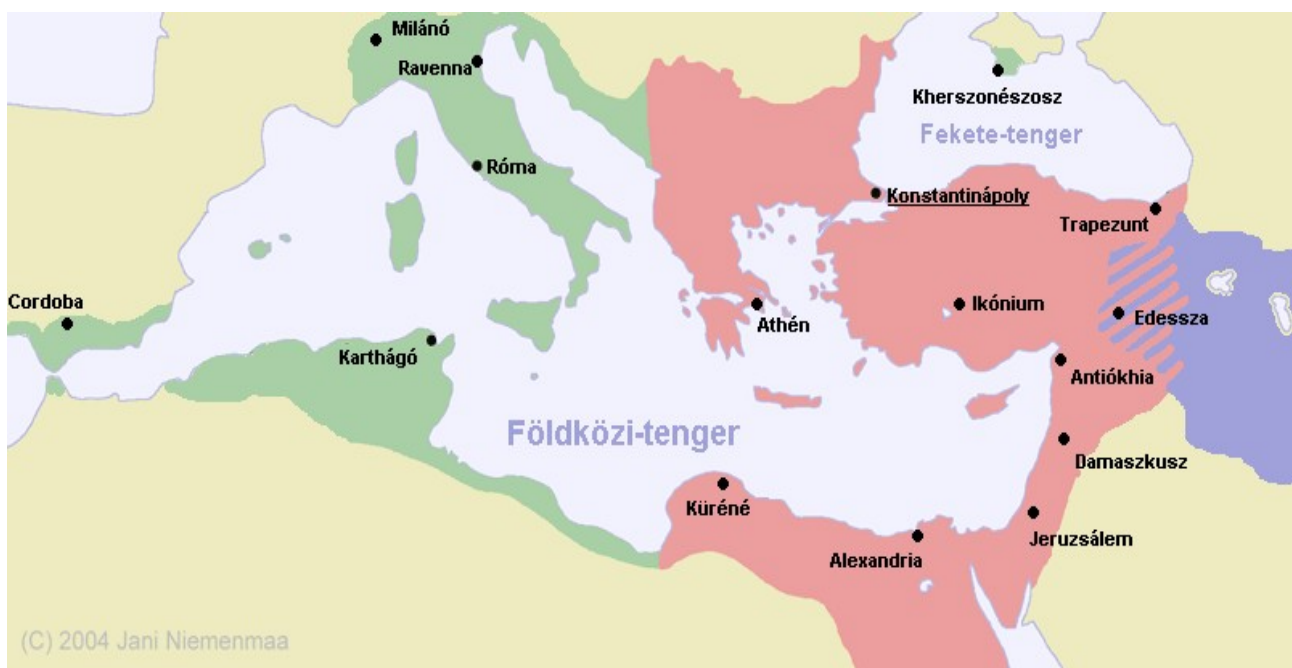 Milánó
Ravenna
Kherszonészosz
Fekete-tenger
Róma
Konstantinápoly
Trapezunt
Cordoba
Karthágó
Athén
Ikónium
Edessza
Antiókhia
Földközi-tenger
Damaszkusz
Küréné
Alexandria
Jeruzsálem
(C) 2004 Jani Niemenmaa